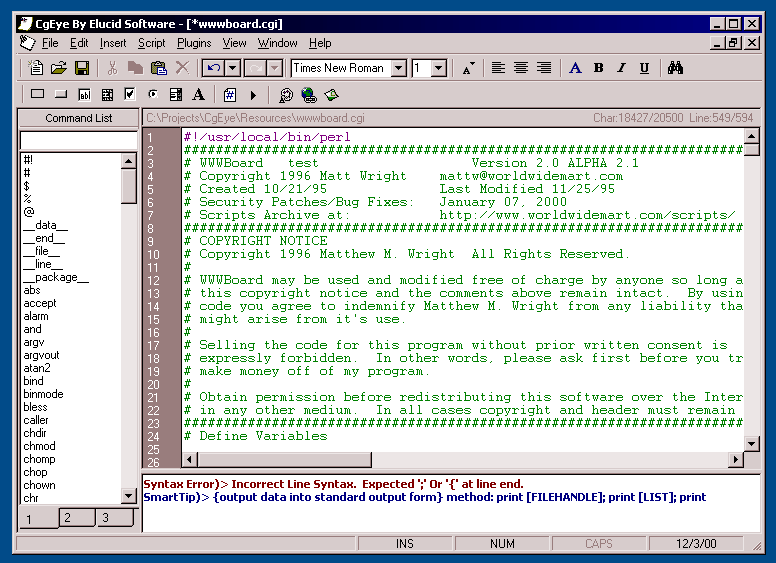 CgEye By Elucid Software - [*wwwboard.cgi]
File Edit Insert Script Plugins View Window Help
Times New Roman 1 A B I U
ab A #
Command List
C:\Projects\CgEye\Resources\wwwboard.cgi Char:18427/20500 Line:549/594
#!
#
$
%
@
__data__
__end__
__file__
__line__
__package__
abs
accept
alarm
and
argv
argvout
atan2
bind
binmode
bless
caller
chdir
chmod
chomp
chop
chown
chr
1 2 3
1 #!/usr/local/bin/perl
2 ##############################################################
3 # WWWBoard test Version 2.0 ALPHA 2.1
4 # Copyright 1996 Matt Wright mattw@worldwidemart.com
5 # Created 10/21/95 Last Modified 11/25/95
6 # Security Patches/Bug Fixes: January 07, 2000
7 # Scripts Archive at: http://www.worldwidemart.com/scripts/
8 ##############################################################
9 # COPYRIGHT NOTICE
10 # Copyright 1996 Matthew M. Wright All Rights Reserved.
11 #
12 # WWWBoard may be used and modified free of charge by anyone so long a
13 # this copyright notice and the comments above remain intact. By usin
14 # code you agree to indemnify Matthew M. Wright from any liability tha
15 # might arise from it's use.
16 #
17 # Selling the code for this program without prior written consent is
18 # expressly forbidden. In other words, please ask first before you tr
19 # make money off of my program.
20 #
21 # Obtain permission before redistributing this software over the Inter
22 # in any other medium. In all cases copyright and header must remain
23 ##############################################################
24 # Define Variables
25
26
Syntax Error)> Incorrect Line Syntax. Expected ';' Or '{' at line end.
SmartTip)> {output data into standard output form} method: print [FILEHANDLE]; print [LIST]; print
INS NUM CAPS 12/3/00